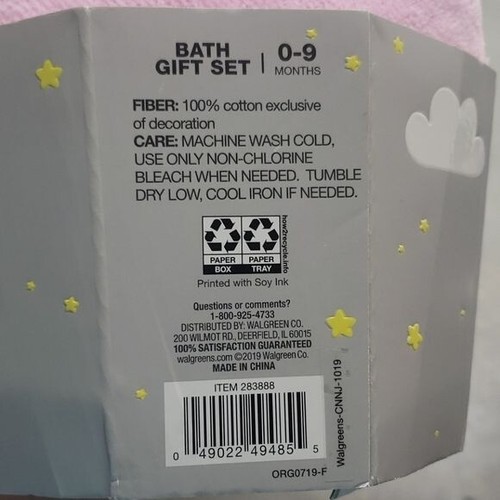 BATH GIFT SET | 0-9 MONTHS
FIBER: 100% cotton exclusive
of decoration
CARE: MACHINE WASH COLD,
USE ONLY NON-CHLORINE
BLEACH WHEN NEEDED. TUMBLE
DRY LOW, COOL IRON IF NEEDED.
PAPER PAPER
BOX TRAY
how2recycle.info
Printed with Soy Ink
Questions or comments?
1-800-925-4733
DISTRIBUTED BY: WALGREEN CO.
200 WILMOT RD., DEERFIELD, IL 60015
100% SATISFACTION GUARANTEED
walgreens.com ©2019 Walgreen Co.
MADE IN CHINA
ITEM 283888
0 49022 49485 5
ORG0719-F
Walgreens-CNNJ-1019